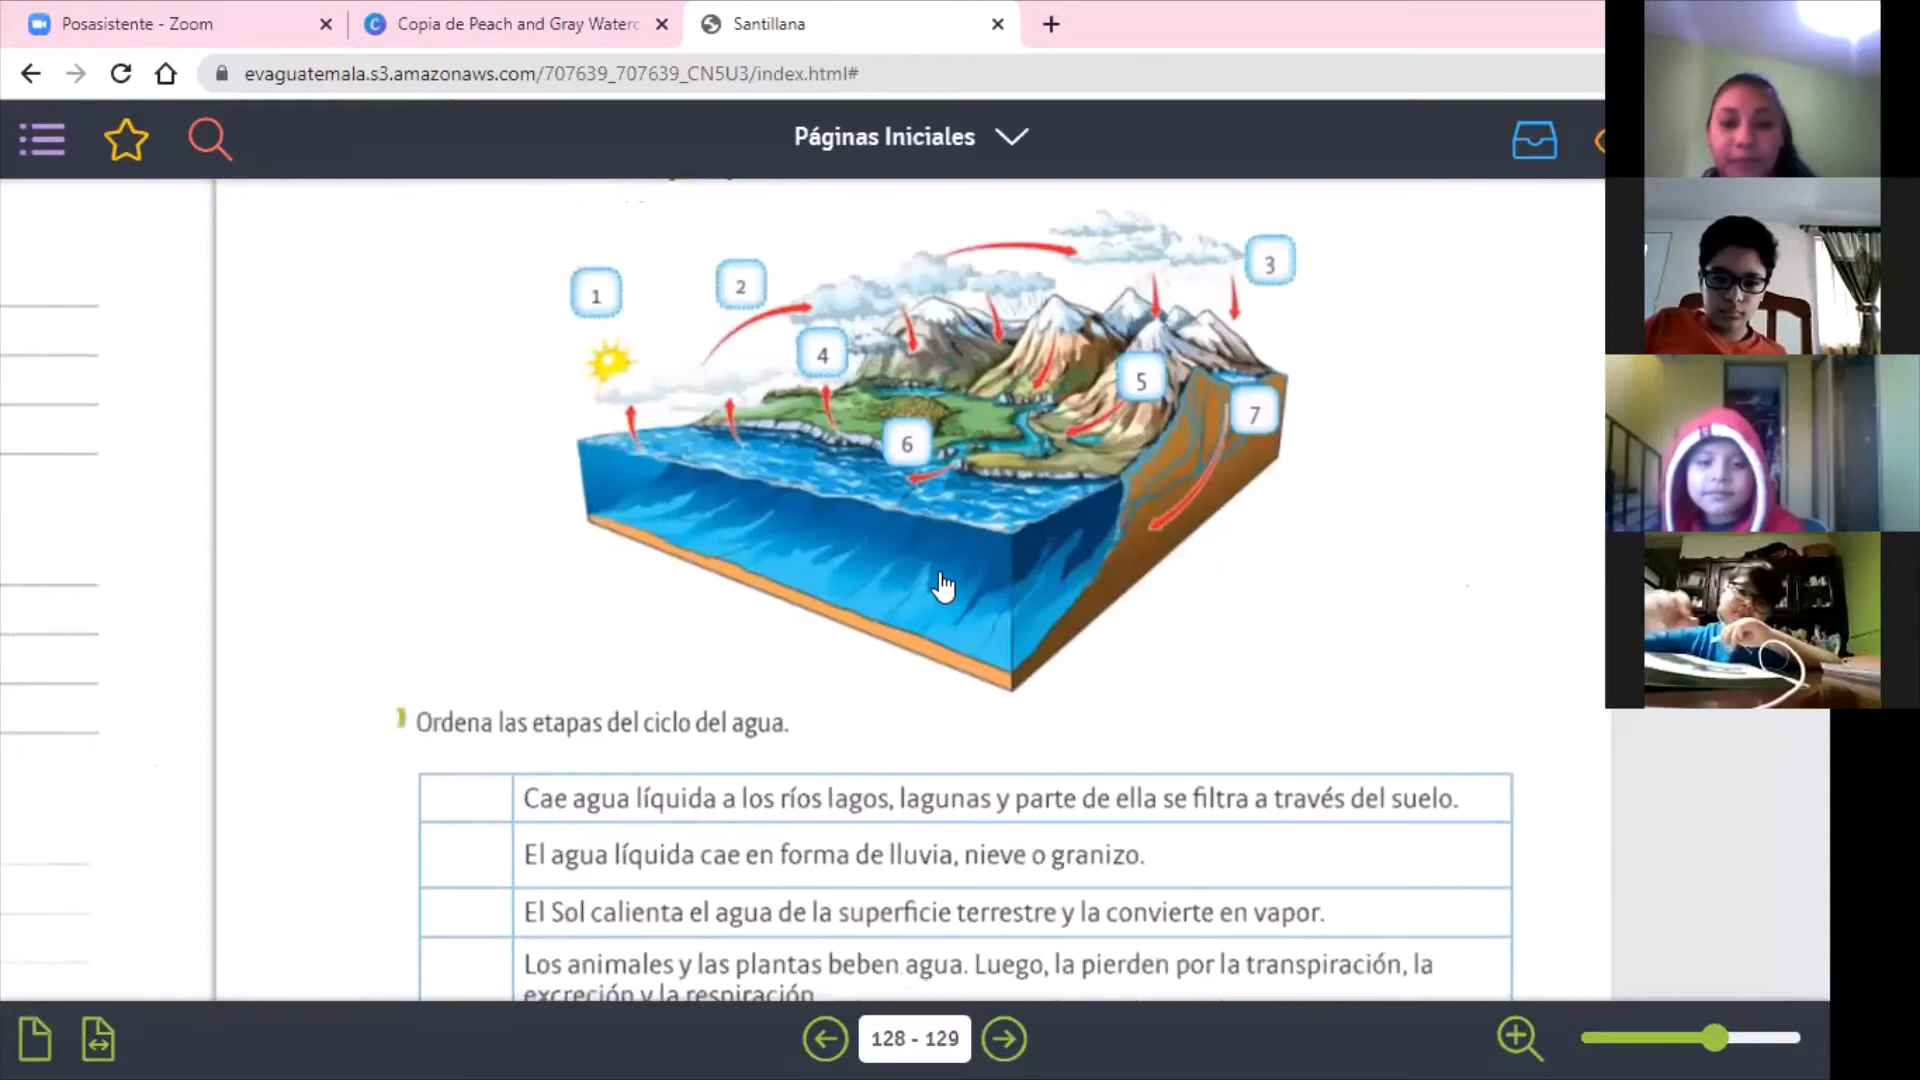 Posasistente - Zoom
Copia de Peach and Gray Waterc
Santillana
evaguatemala.s3.amazonaws.com/707639_707639_CN5U3/index.html#
Páginas Iniciales
1
2
3
4
5
6
7
Ordena las etapas del ciclo del agua.
Cae agua líquida a los ríos lagos, lagunas y parte de ella se filtra a través del suelo.
El agua líquida cae en forma de lluvia, nieve o granizo.
El Sol calienta el agua de la superficie terrestre y la convierte en vapor.
Los animales y las plantas beben agua. Luego, la pierden por la transpiración, la
excreción y la respiración
128 - 129